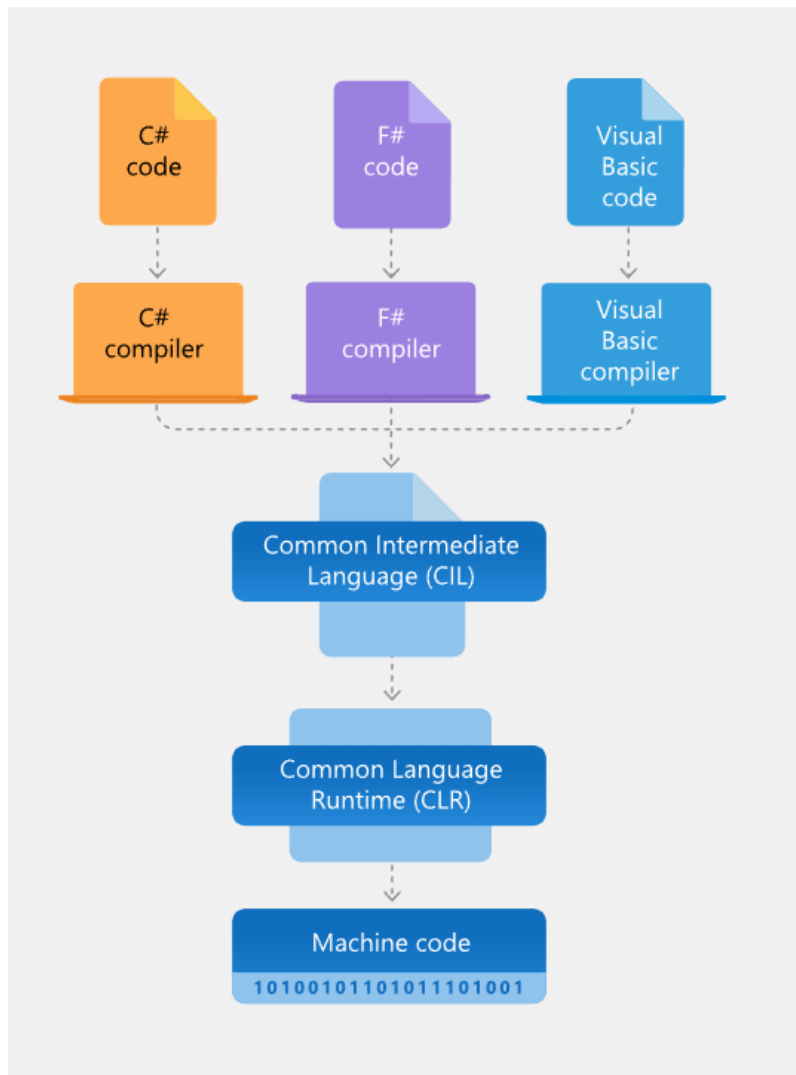 C#
code
F#
code
Visual
Basic
code
C#
compiler
F#
compiler
Visual
Basic
compiler
Common Intermediate
Language (CIL)
Common Language
Runtime (CLR)
Machine code
101001011010111101001